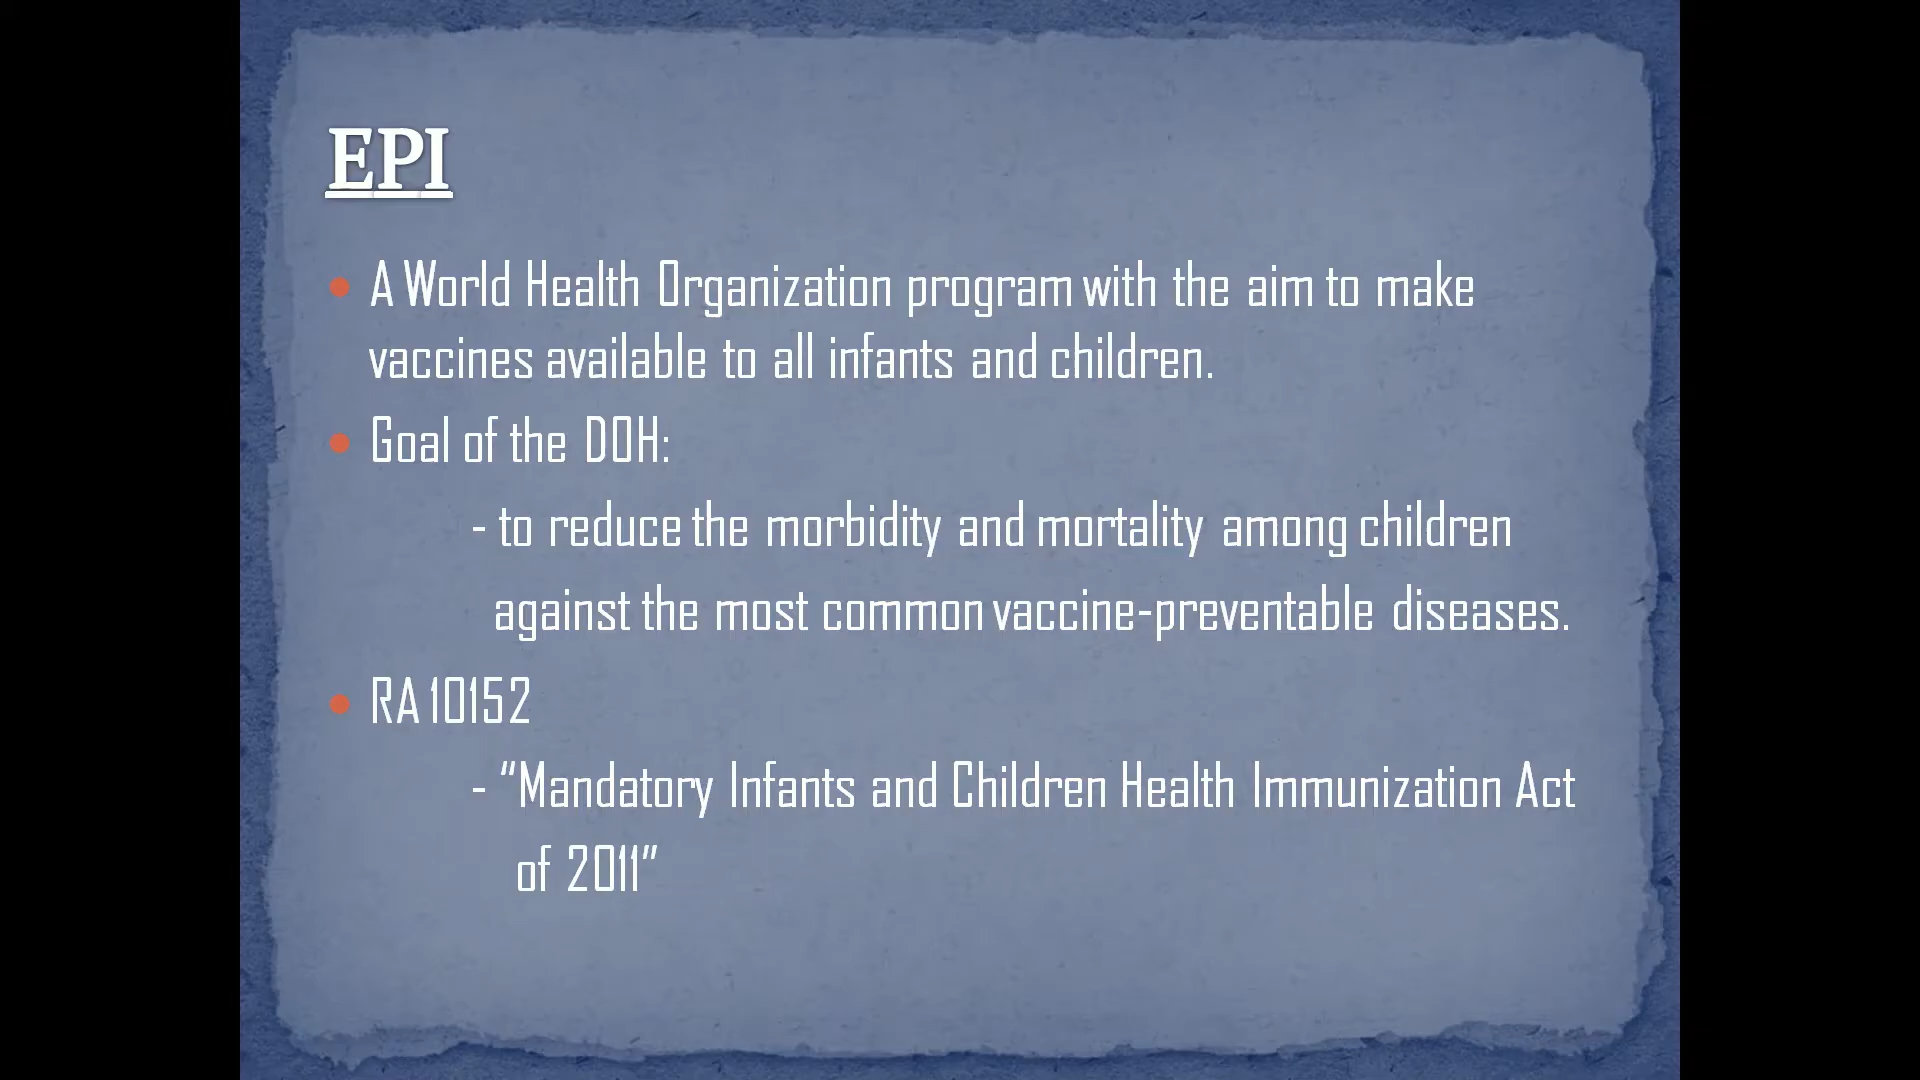 EPI
• A World Health Organization program with the aim to make
vaccines available to all infants and children.
• Goal of the DOH:
- to reduce the morbidity and mortality among children
against the most common vaccine-preventable diseases.
• RA 10152
- “Mandatory Infants and Children Health Immunization Act
of 2011”